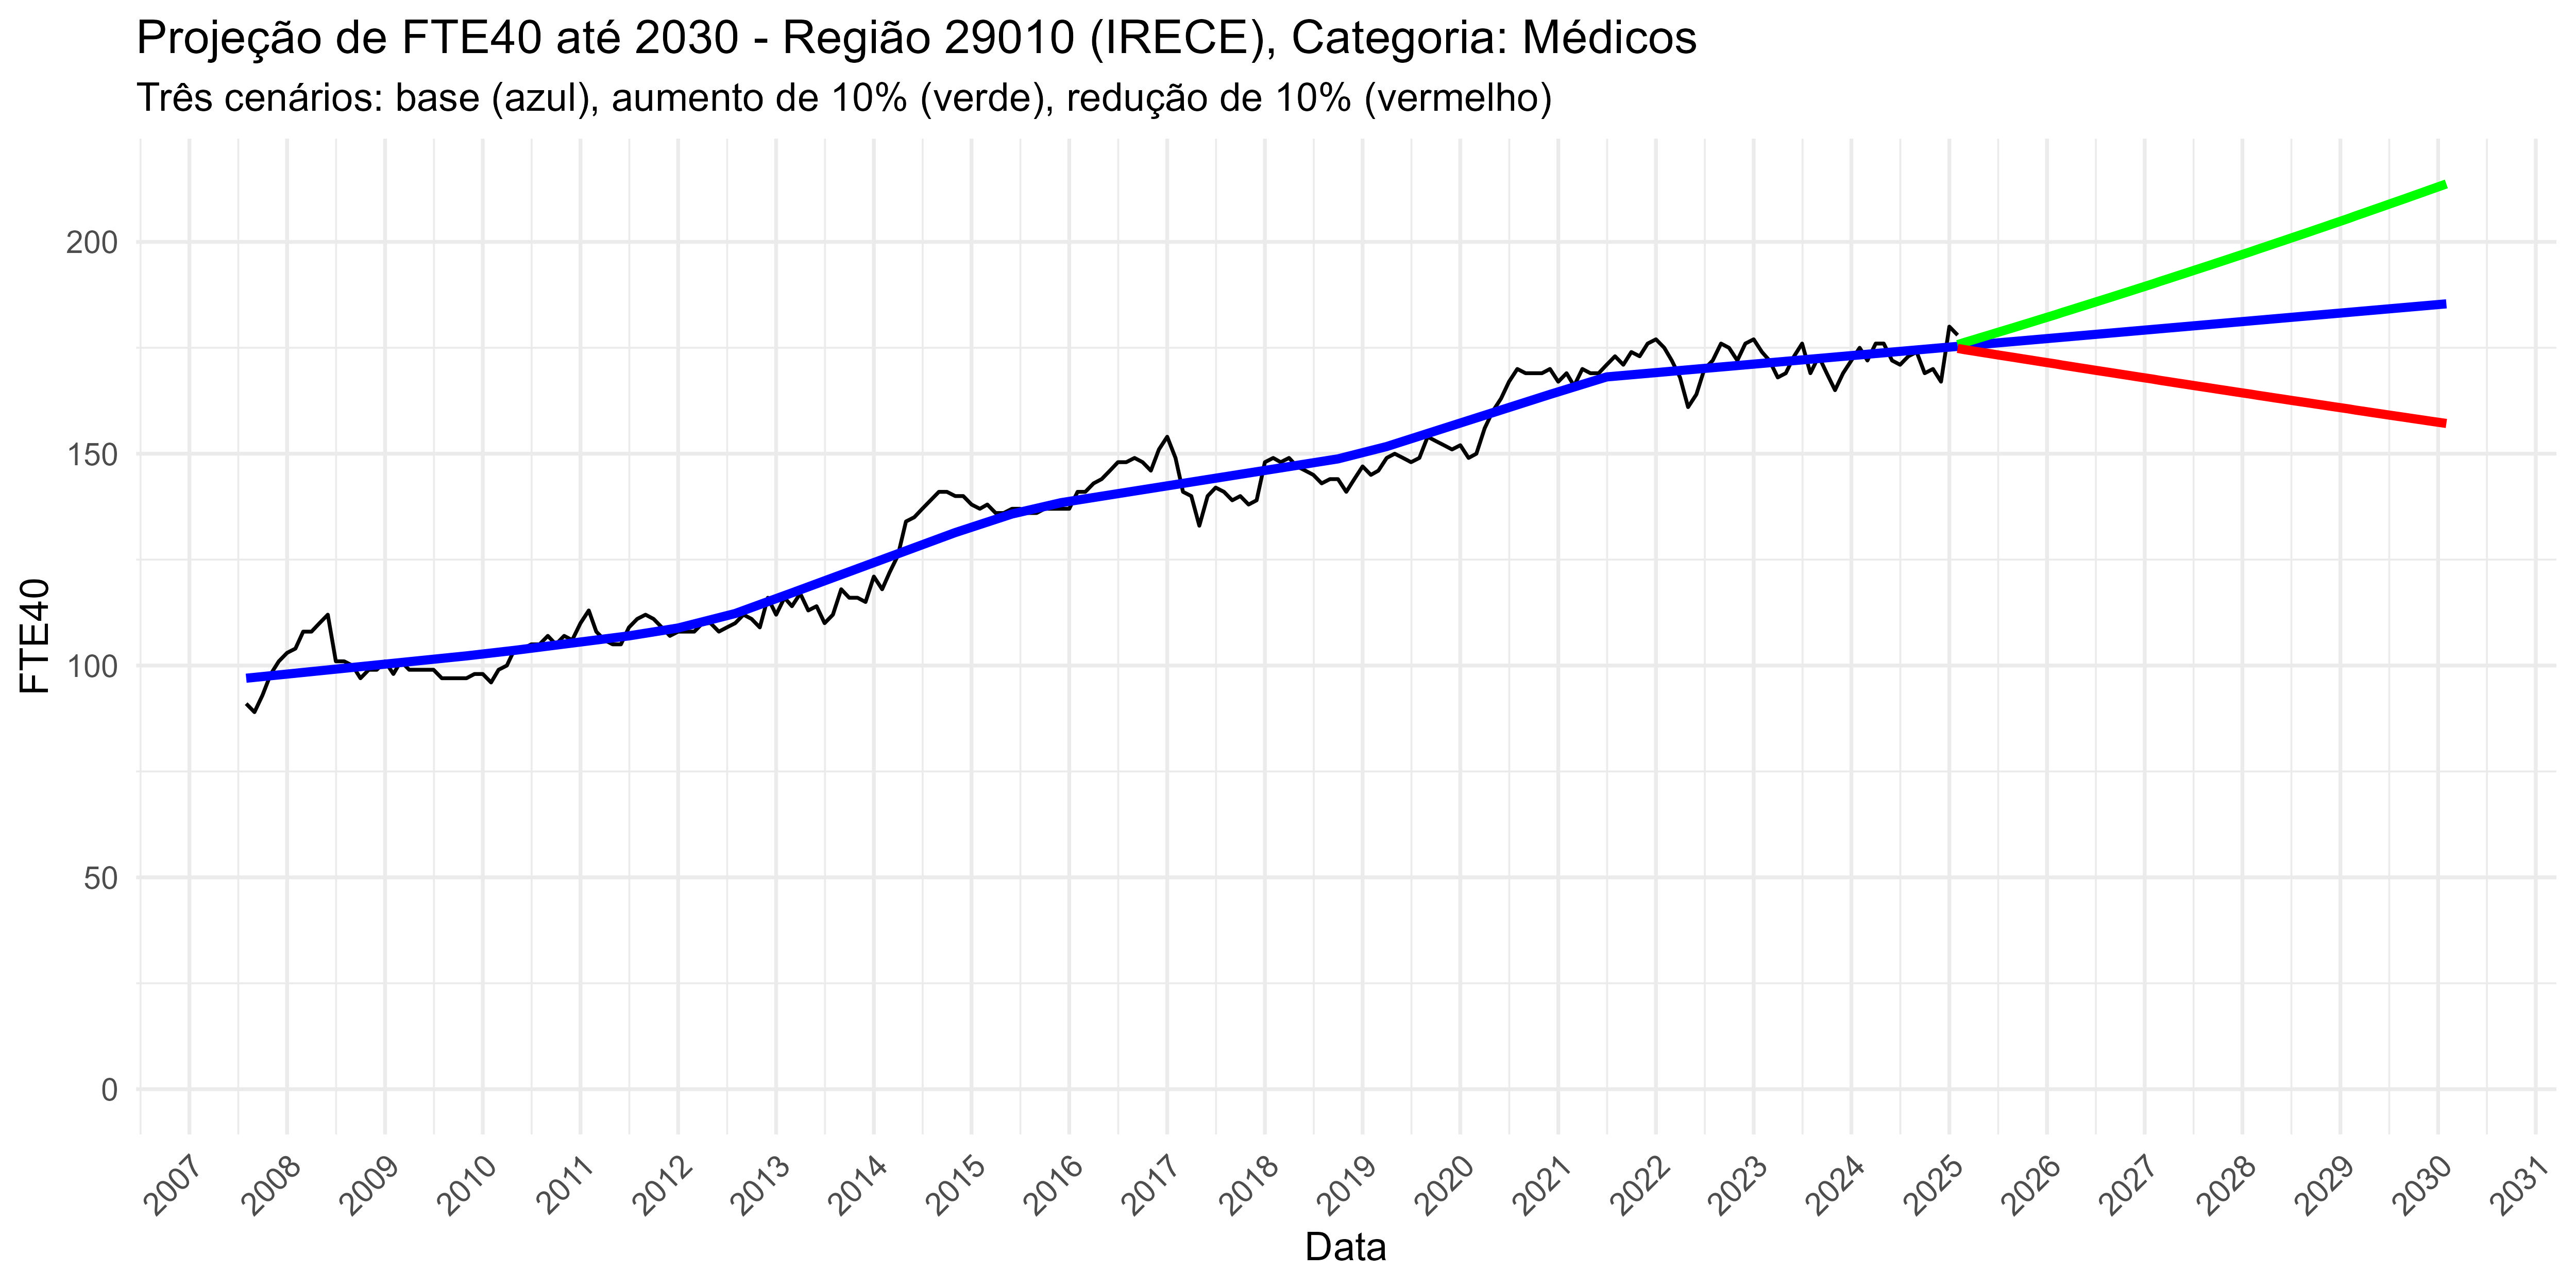 Projeção de FTE40 até 2030 - Região 29010 (IRECE), Categoria: Médicos
Três cenários: base (azul), aumento de 10% (verde), redução de 10% (vermelho)
FTE40
200
150
100
50
0
2007 2008 2009 2010 2011 2012 2013 2014 2015 2016 2017 2018 2019 2020 2021 2022 2023 2024 2025 2026 2027 2028 2029 2030 2031
Data